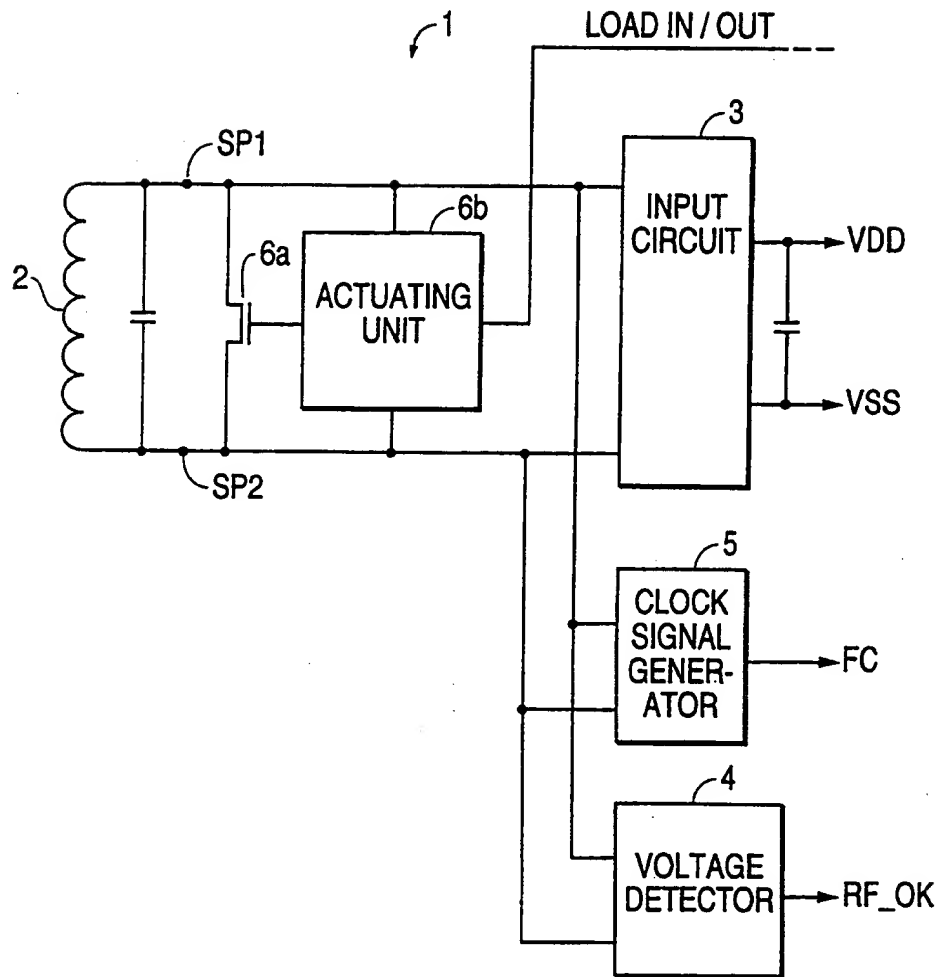 1
LOAD IN / OUT
3
SP1
6b
INPUT
CIRCUIT
VDD
6a
2
ACTUATING
UNIT
VSS
SP2
5
CLOCK
SIGNAL
GENER-
ATOR
FC
4
VOLTAGE
DETECTOR
RF_OK